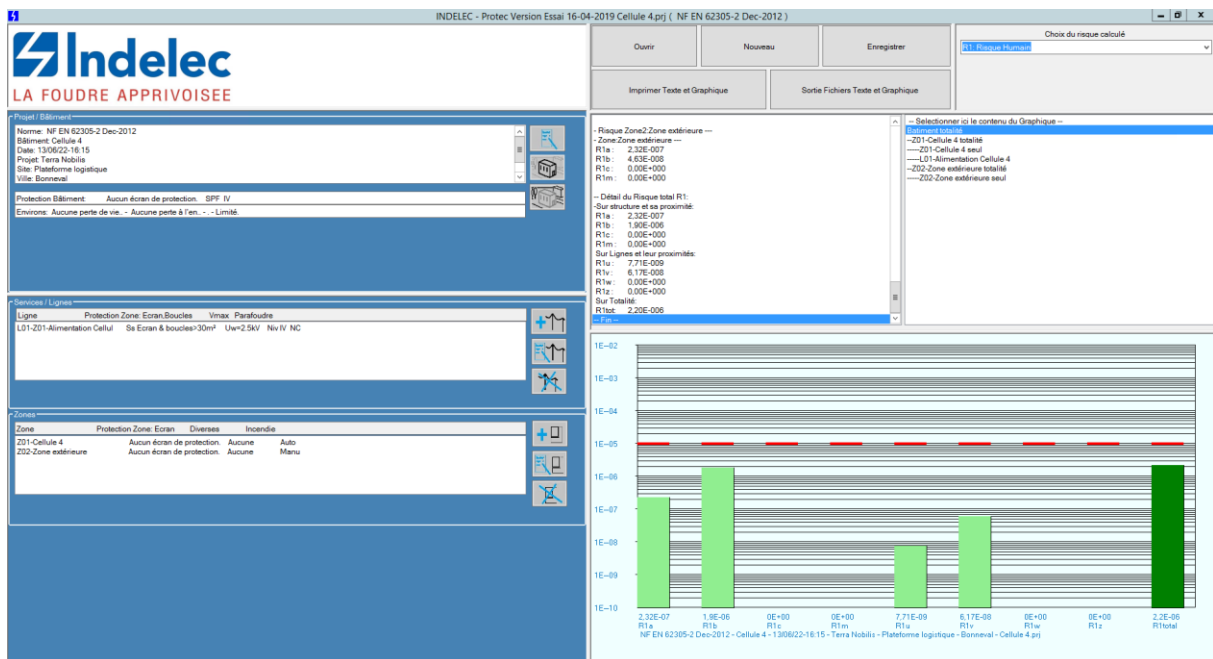 INDELEC - Protec Version Essai 16-04-2019 Cellule 4.prj ( NF EN 62305-2 Dec-2012 )
Indelec
LA FOUDRE APPRIVOISEE
Ouvrir
Nouveau
Enregistrer
Choix du risque calculé
R1: Risque Humain
Imprimer Texte et Graphique
Sortie Fichiers Texte et Graphique
Projet / Bâtiment
Norme: NF EN 62305-2 Dec-2012
Bâtiment: Cellule 4
Date: 13/06/22-16:15
Projet: Terra Nobilis
Site: Plateforme logistique
Ville: Bonneval
Protection Bâtiment: Aucun écran de protection. SPF IV
Environs: Aucune perte de vie.. - Aucune perte à l'en.. - . - Limité.
Services / Lignes
Ligne Protection Zone: Ecran,Boucles Vmax Parafoudre
L01-Z01-Alimentation Cellul Sa Ecran & boucles>30m² Uw=2.5kV Niv IV NC
Zones
Zone Protection Zone: Ecran Diverses Incendie
Z01-Cellule 4 Aucun écran de protection. Aucune Auto
Z02-Zone extérieure Aucun écran de protection. Aucune Manu
- Risque Zone2:Zone extérieure ---
- Zone:Zone extérieure ---
R1a : 2,32E-007
R1b : 4,63E-008
R1c : 0,00E+000
R1m : 0,00E+000
-- Détail du Risque total R1:
-Sur structure et sa proximité:
R1a : 2,32E-007
R1b : 1,90E-006
R1c : 0,00E+000
R1m : 0,00E+000
Sur Lignes et leur proximités:
R1u : 7,71E-009
R1v : 6,17E-008
R1w : 0,00E+000
R1z : 0,00E+000
Sur Totalité:
R1tot: 2,20E-006
-- Fin --
-- Selectionner ici le contenu du Graphique --
Batiment totalité
--Z01-Cellule 4 totalité
-----Z01-Cellule 4 seul
-----L01-Alimentation Cellule 4
--Z02-Zone extérieure totalité
-----Z02-Zone extérieure seul
1E-02
1E-03
1E-04
1E-05
1E-06
1E-07
1E-08
1E-09
1E-10
2,32E-07 1,9E-06 0E+00 0E+00 7,71E-09 6,17E-08 0E+00 0E+00 2,2E-06
R1a R1b R1c R1m R1u R1v R1w R1z R1total
NF EN 62305-2 Dec-2012 - Cellule 4 - 13/06/22-16:15 - Terra Nobilis - Plateforme logistique - Bonneval - Cellule 4.prj